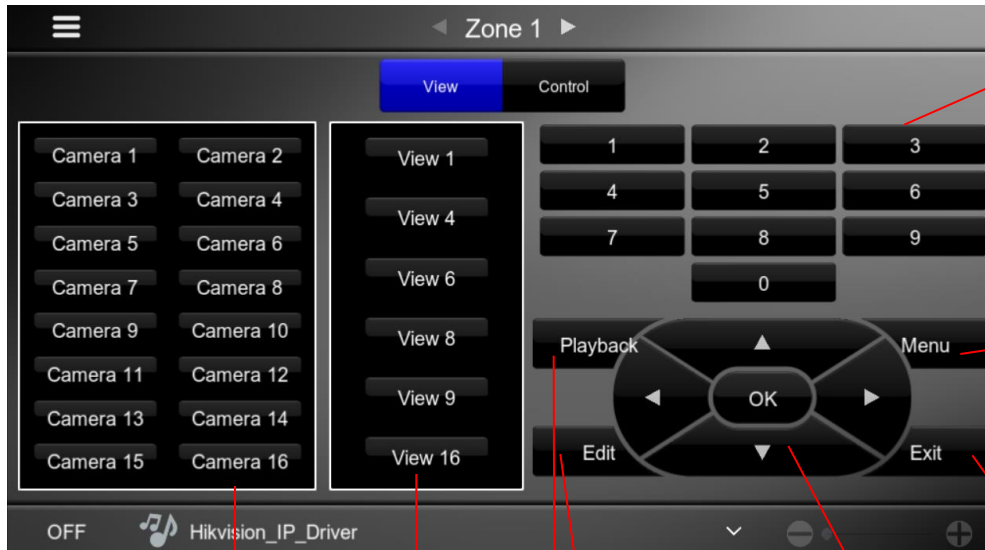 Zone 1
View Control
Camera 1 Camera 2
Camera 3 Camera 4
Camera 5 Camera 6
Camera 7 Camera 8
Camera 9 Camera 10
Camera 11 Camera 12
Camera 13 Camera 14
Camera 15 Camera 16
View 1
View 4
View 6
View 8
View 9
View 16
1 2 3
4 5 6
7 8 9
0
Playback Menu
OK
Edit Exit
OFF Hikvision_IP_Driver